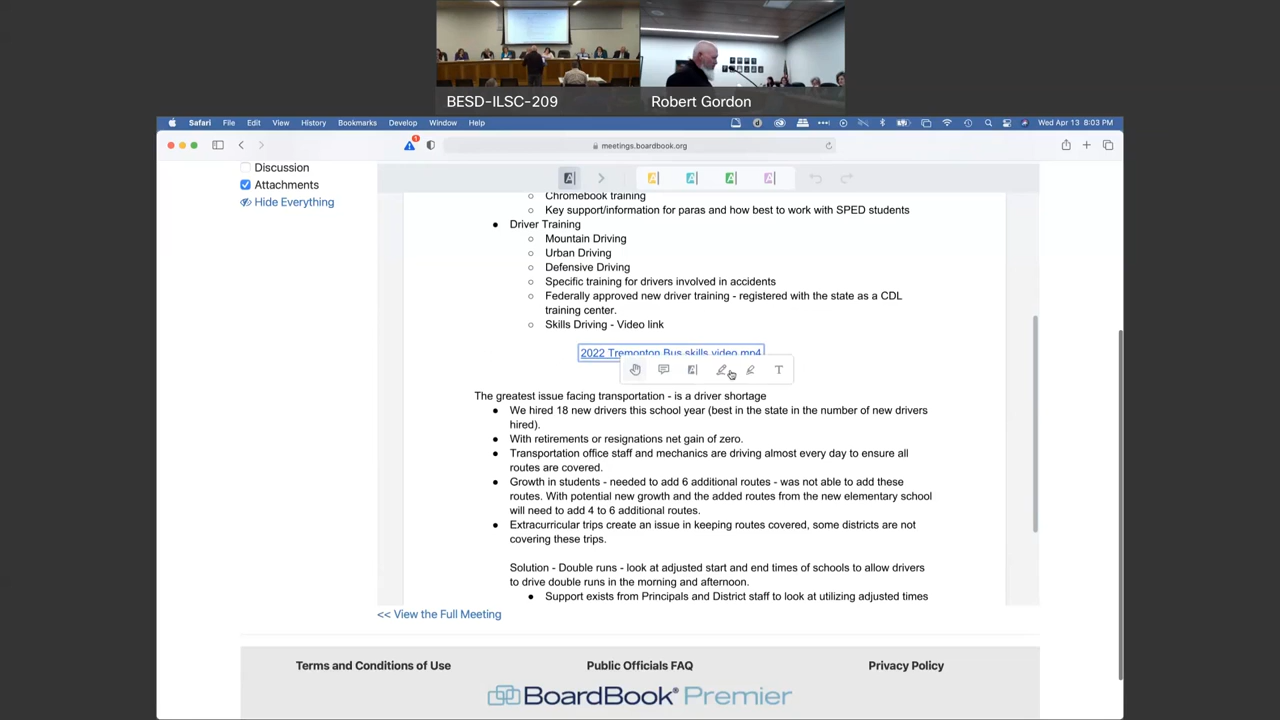 BESD-ILSC-209
Robert Gordon
Safari File Edit View History Bookmarks Develop Window Help
Wed Apr 13 8:03 PM
1
meetings.boardbook.org
Discussion
Attachments
Hide Everything
○ Chromebook training
○ Key support/information for paras and how best to work with SPED students
● Driver Training
○ Mountain Driving
○ Urban Driving
○ Defensive Driving
○ Specific training for drivers involved in accidents
○ Federally approved new driver training - registered with the state as a CDL
training center.
○ Skills Driving - Video link
2022 Tremonton Bus skills video.mp4
The greatest issue facing transportation - is a driver shortage
● We hired 18 new drivers this school year (best in the state in the number of new drivers
hired).
● With retirements or resignations net gain of zero.
● Transportation office staff and mechanics are driving almost every day to ensure all
routes are covered.
● Growth in students - needed to add 6 additional routes - was not able to add these
routes. With potential new growth and the added routes from the new elementary school
will need to add 4 to 6 additional routes.
● Extracurricular trips create an issue in keeping routes covered, some districts are not
covering these trips.
Solution - Double runs - look at adjusted start and end times of schools to allow drivers
to drive double runs in the morning and afternoon.
● Support exists from Principals and District staff to look at utilizing adjusted times
<< View the Full Meeting
Terms and Conditions of Use
Public Officials FAQ
Privacy Policy
BoardBook® Premier